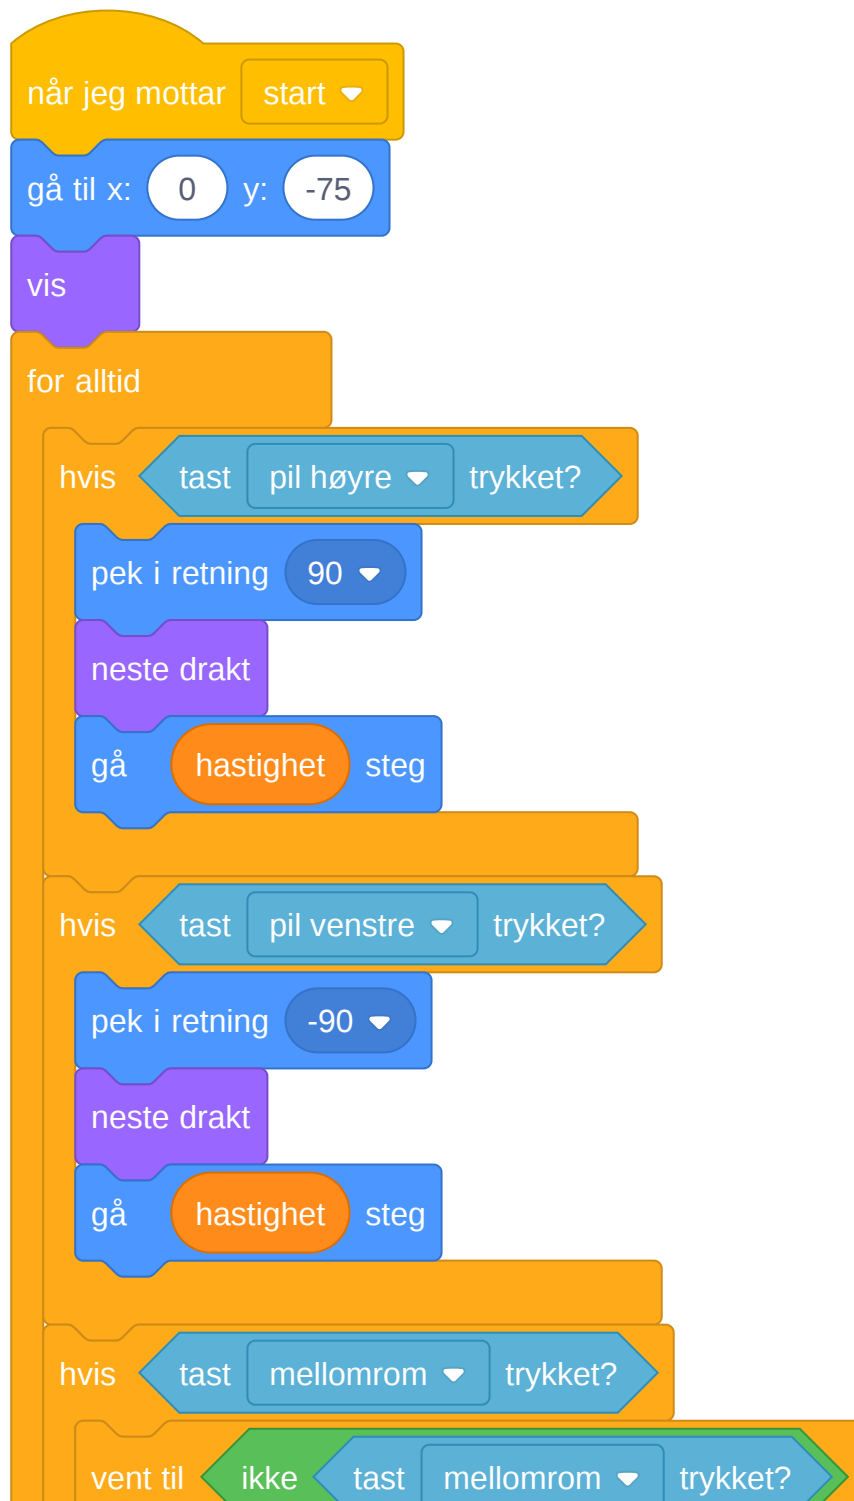 når jeg mottar start
gå til x: 0 y: -75
vis
for alltid
hvis tast pil høyre trykket?
pek i retning 90
neste drakt
gå hastighet steg
hvis tast pil venstre trykket?
pek i retning -90
neste drakt
gå hastighet steg
hvis tast mellomrom trykket?
vent til ikke tast mellomrom trykket?